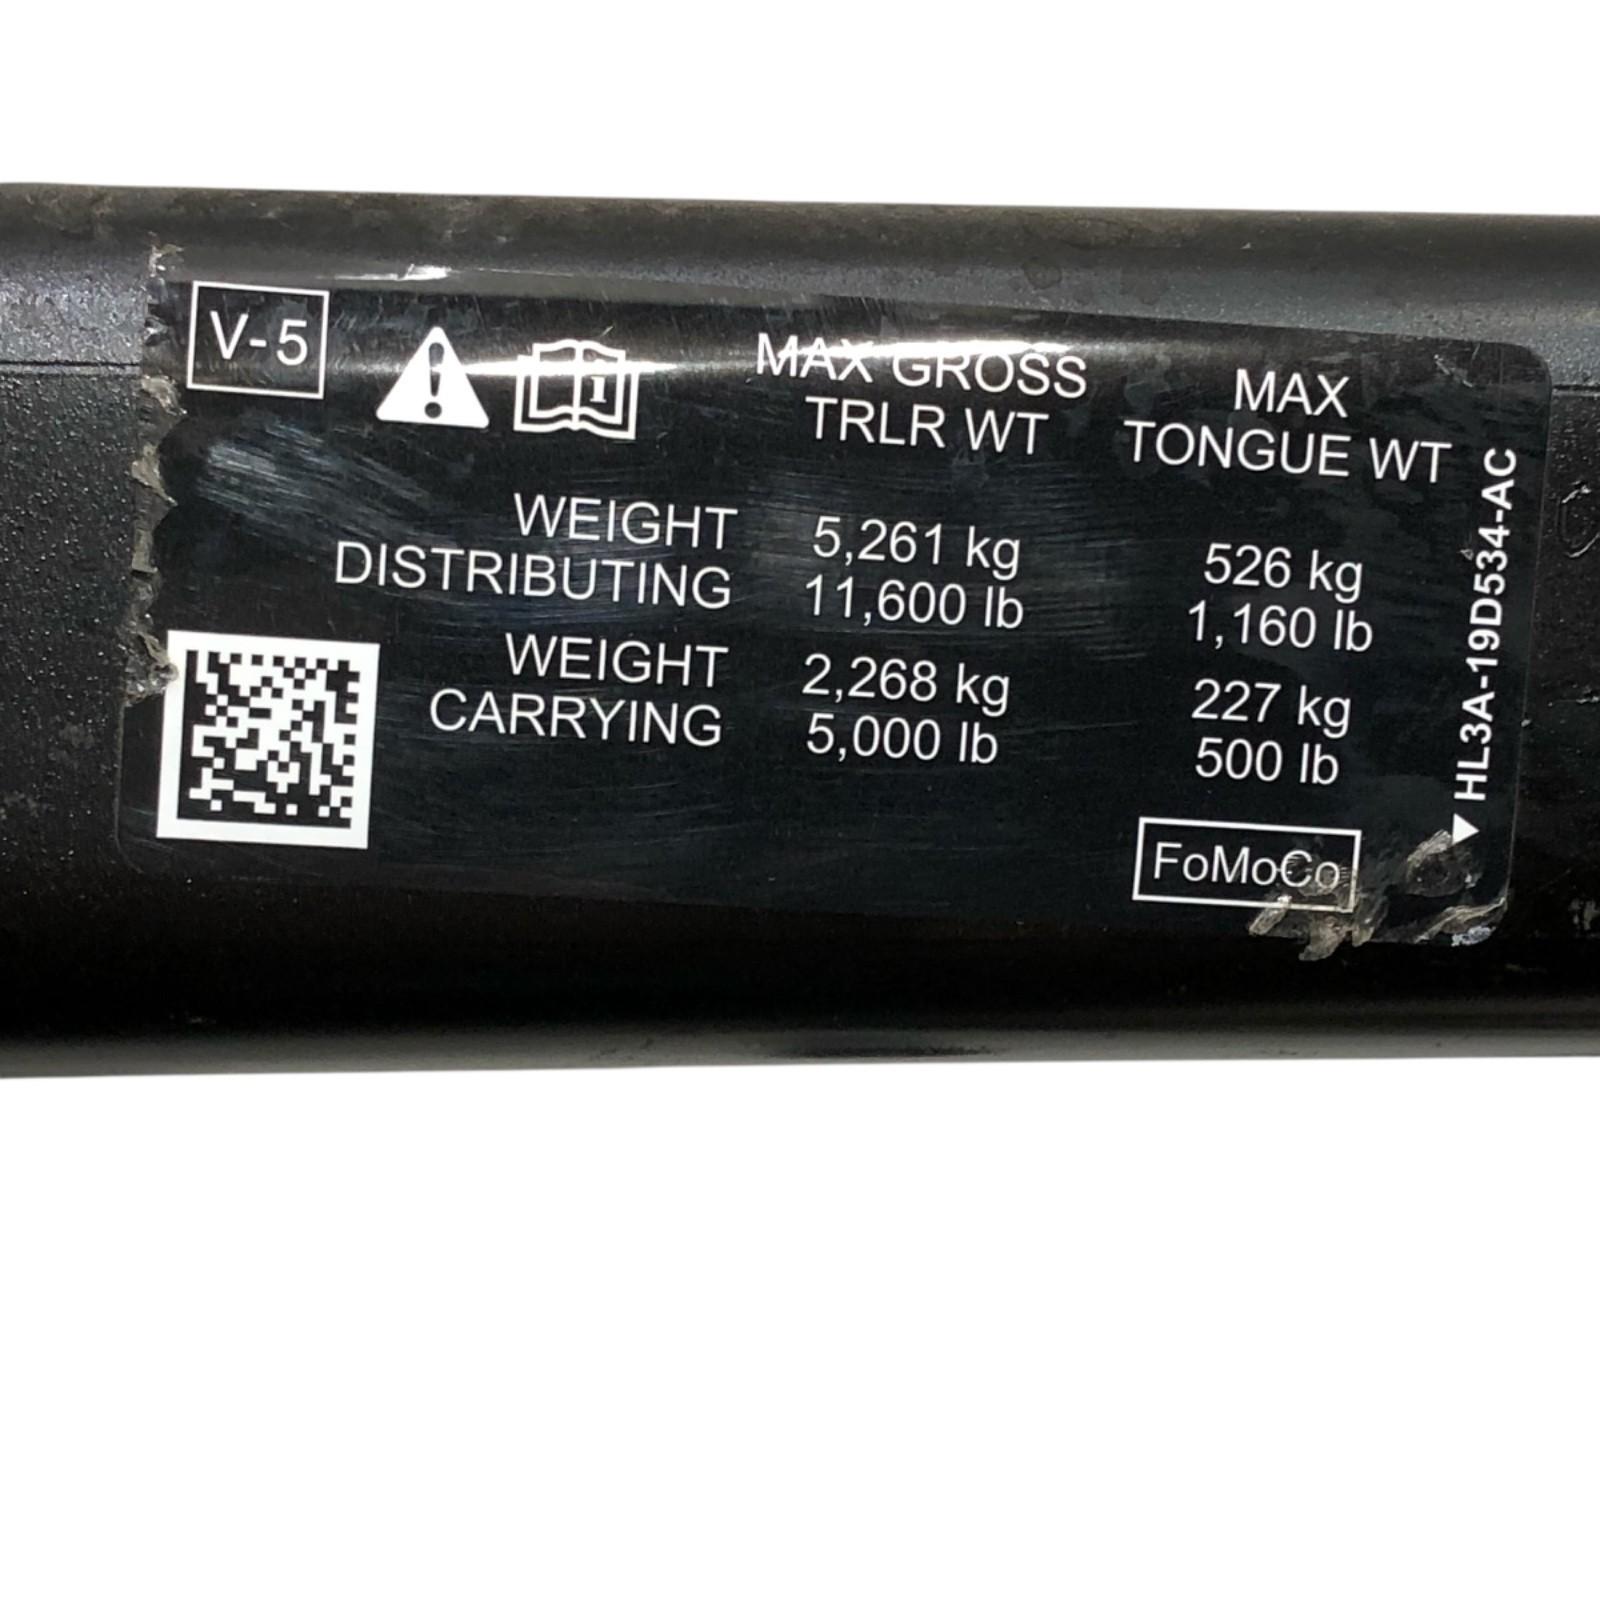 V-5
MAX GROSS
TRLR WT
MAX
TONGUE WT
WEIGHT
DISTRIBUTING
5,261 kg
11,600 lb
526 kg
1,160 lb
WEIGHT
CARRYING
2,268 kg
5,000 lb
227 kg
500 lb
FoMoCo
HL3A-19D534-AC